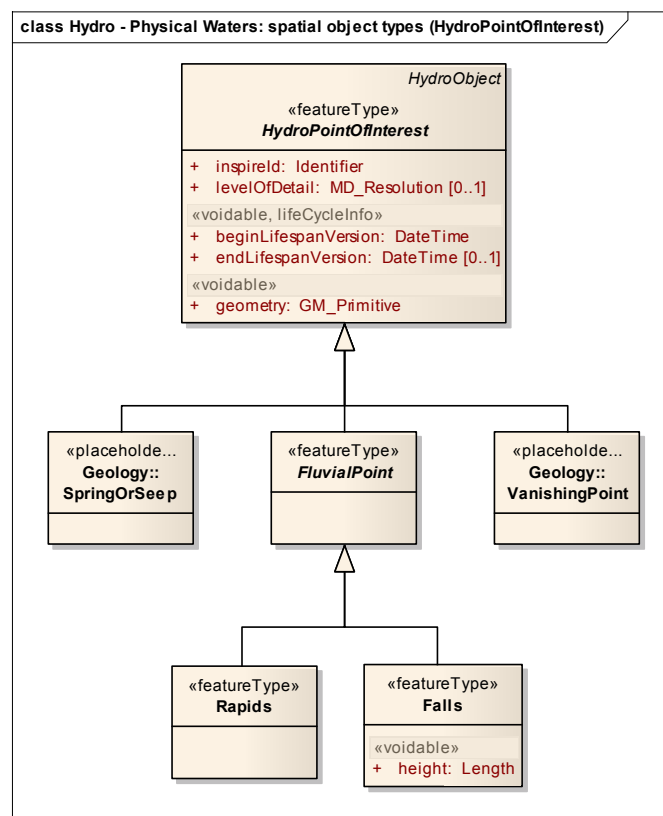 class Hydro - Physical Waters: spatial object types (HydroPointOfInterest)
HydroObject
«featureType»
HydroPointOfInterest
+ inspireId: Identifier
+ levelOfDetail: MD_Resolution [0..1]
«voidable, lifeCycleInfo»
+ beginLifespanVersion: DateTime
+ endLifespanVersion: DateTime [0..1]
«voidable»
+ geometry: GM_Primitive
«placeholde...
Geology::
SpringOrSeep
«featureType»
FluvialPoint
«placeholde...
Geology::
VanishingPoint
«featureType»
Rapids
«featureType»
Falls
«voidable»
+ height: Length